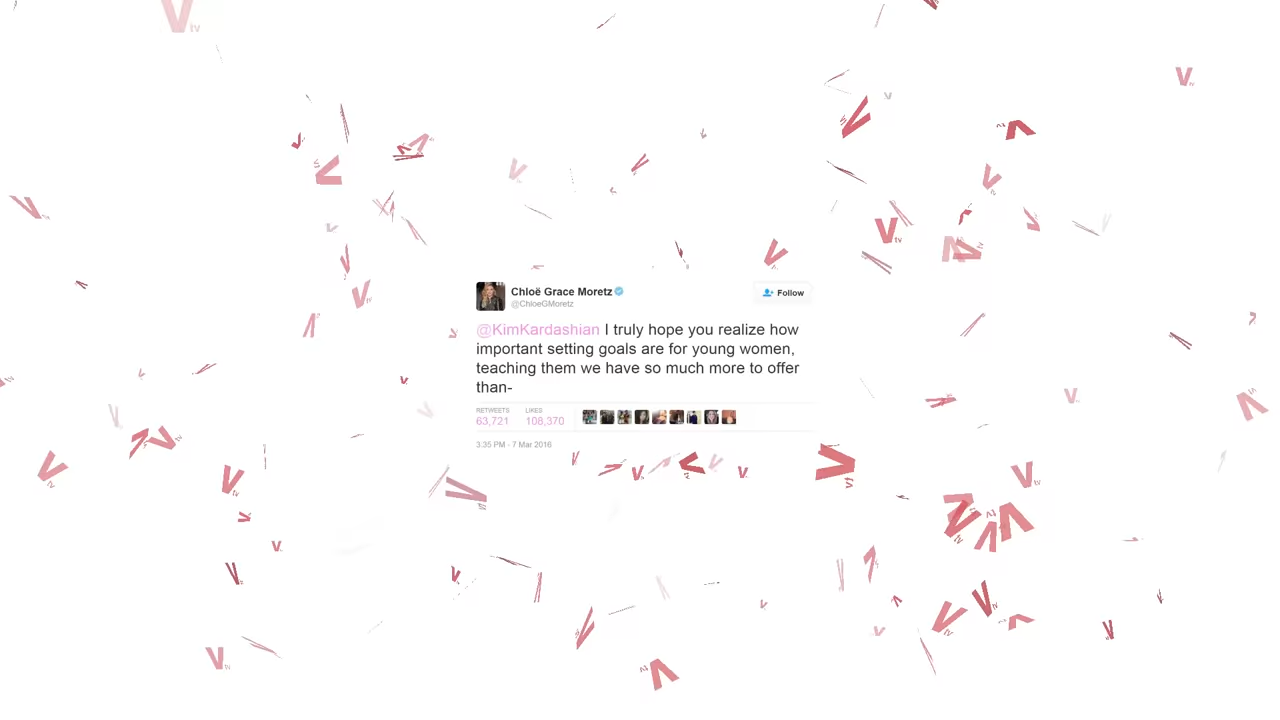 Chloë Grace Moretz
Follow
@ChloeGMoretz
@KimKardashian I truly hope you realize how
important setting goals are for young women,
teaching them we have so much more to offer
than-
RETWEETS LIKES
63,721 108,370
3:35 PM - 7 Mar 2016
V tv